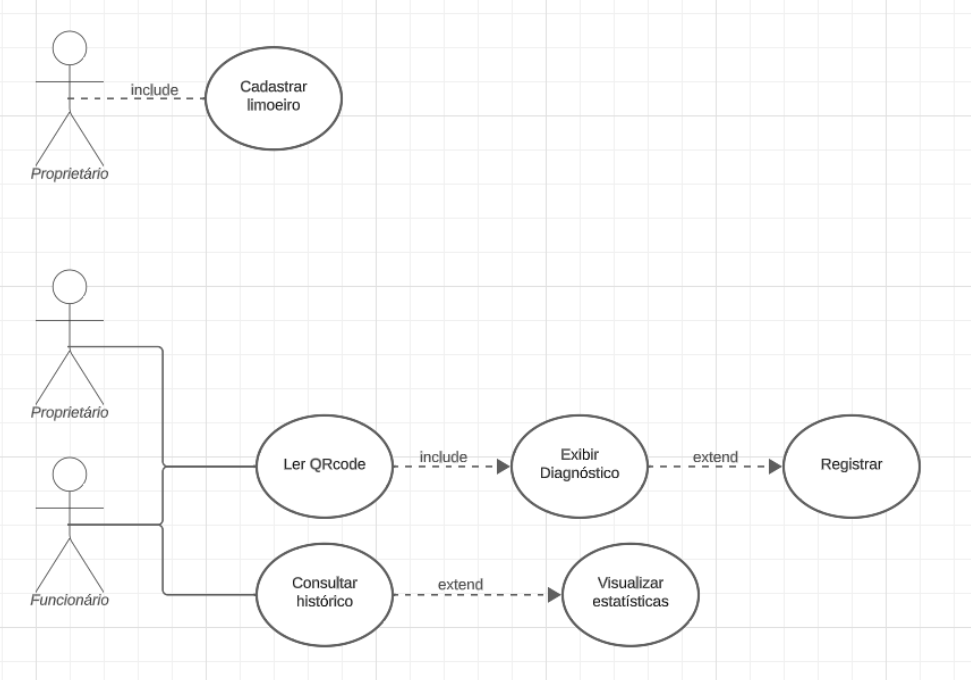 include
Cadastrar
limoeiro
Proprietário
Proprietário
Ler QRcode
include
Exibir
Diagnóstico
extend
Registrar
Funcionário
Consultar
histórico
extend
Visualizar
estatísticas